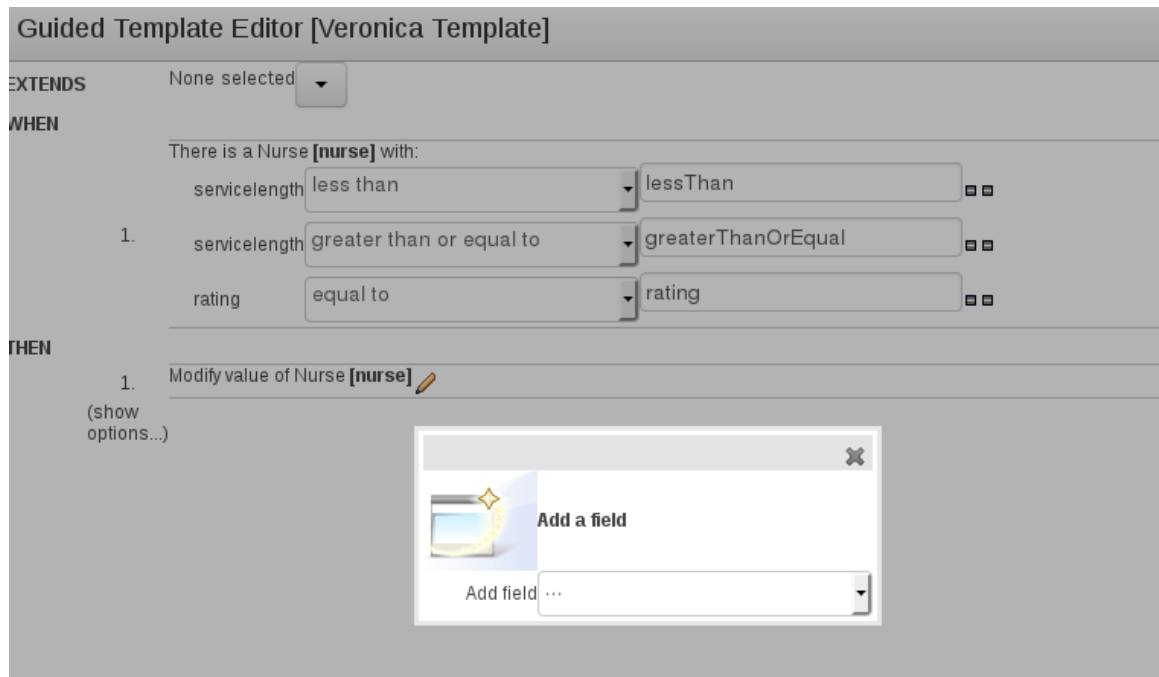 Guided Template Editor [Veronica Template]
EXTENDS None selected
WHEN
There is a Nurse [nurse] with:
servicelength less than lessThan
1.
servicelength greater than or equal to greaterThanOrEqual
rating equal to rating
THEN
1. Modify value of Nurse [nurse]
(show
options...)
Add a field
Add field ...